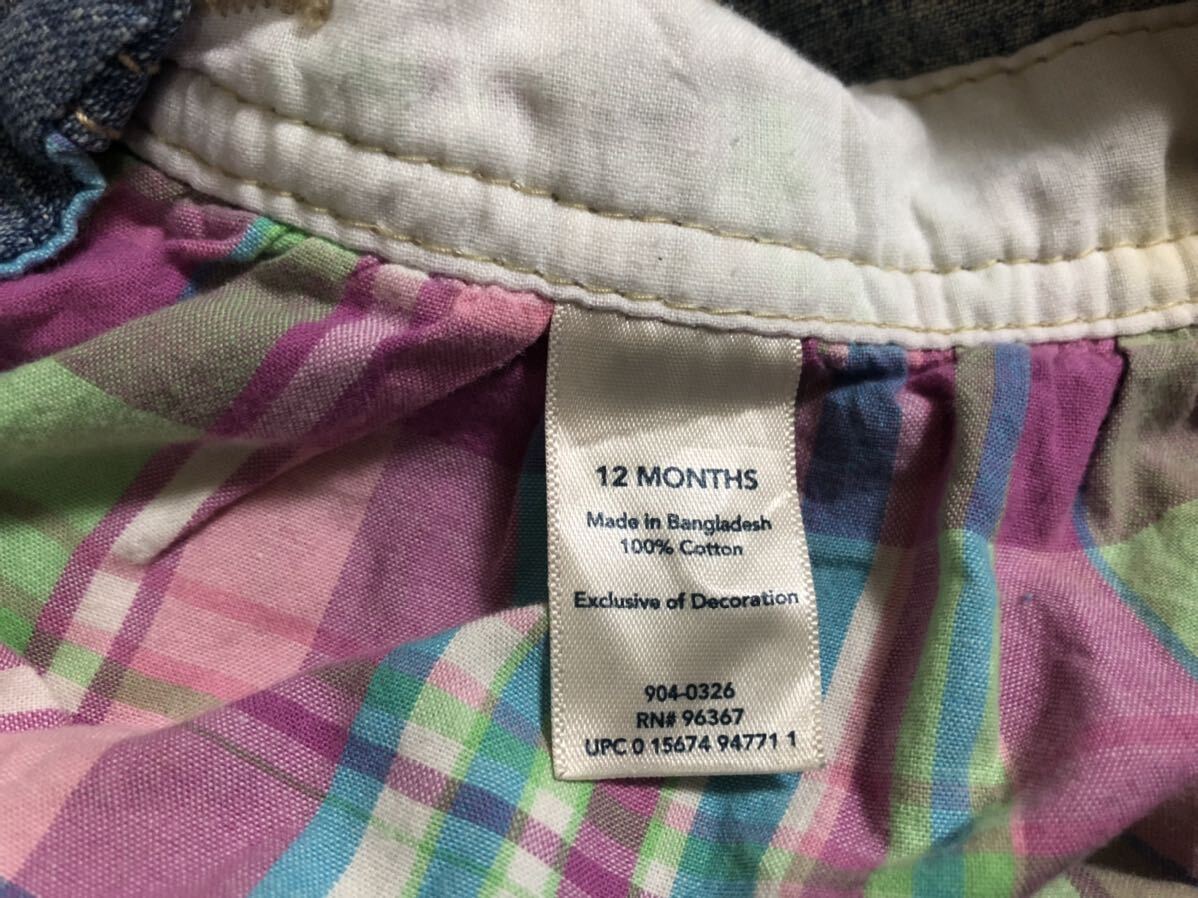 12 MONTHS
Made in Bangladesh
100% Cotton
Exclusive of Decoration
904-0326
RN# 96367
UPC 0 15674 94771 1